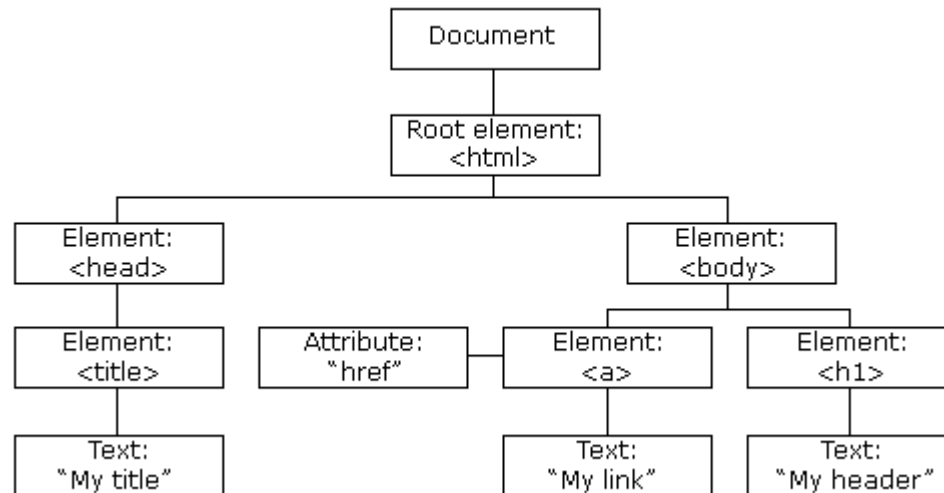 Document
Root element:
<html>
Element:
<head>
Element:
<body>
Element:
<title>
Attribute:
“href”
Element:
<a>
Element:
<h1>
Text:
“My title”
Text:
“My link”
Text:
“My header”